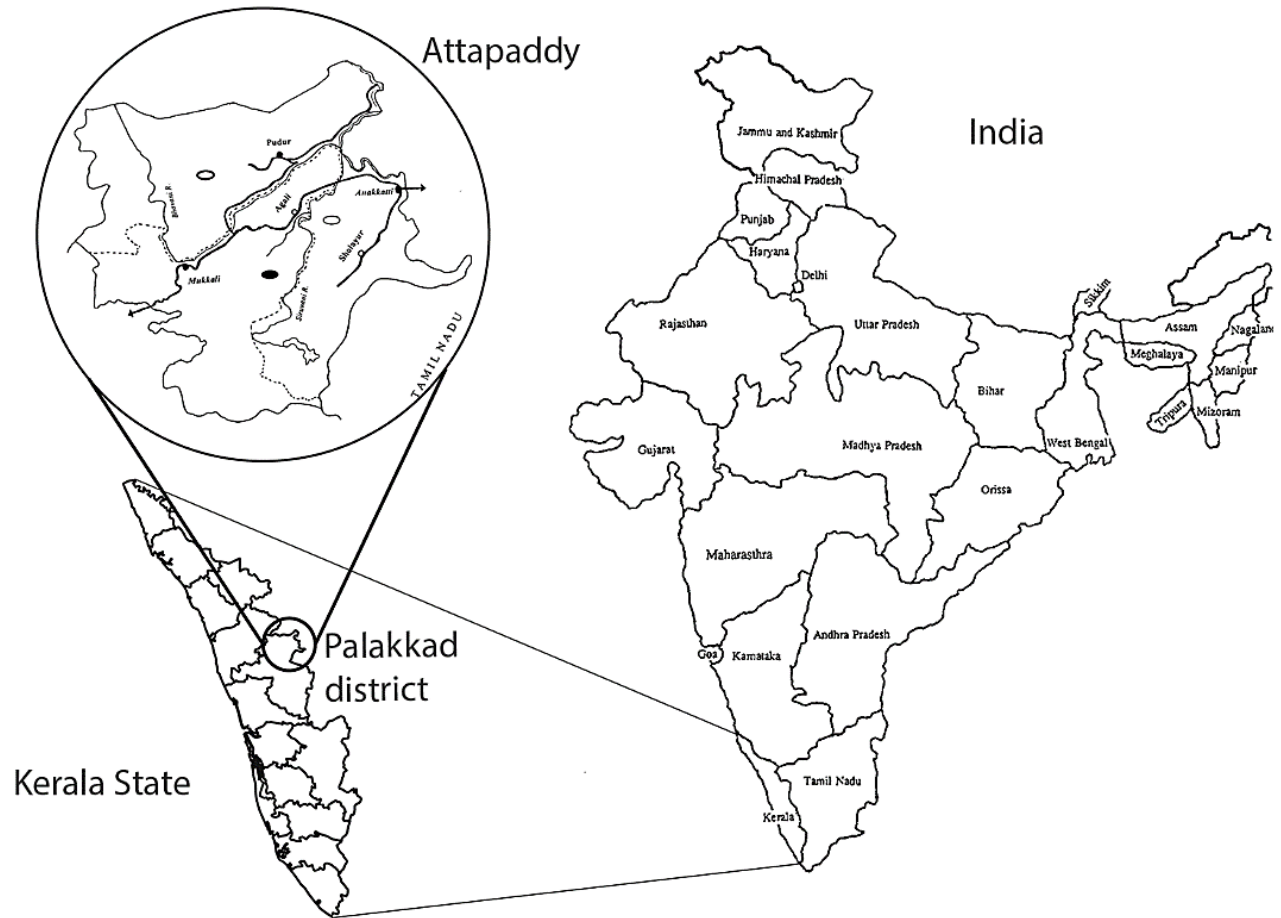 Attapaddy
India
Pudur
Bhavani R.
Agali
Anakkatti
Sholayur
Mukkali
Siruvani R.
TAMIL NADU
Jammu and Kashmir
Himachal Pradesh
Punjab
Haryana
Delhi
Rajasthan
Uttar Pradesh
Sikkim
Assam
Nagaland
Meghalaya
Manipur
Bihar
Tripura
Mizoram
West Bengal
Gujarat
Madhya Pradesh
Orissa
Maharasthra
Andhra Pradesh
Goa
Karnataka
Palakkad
district
Kerala State
Tamil Nadu
Kerala